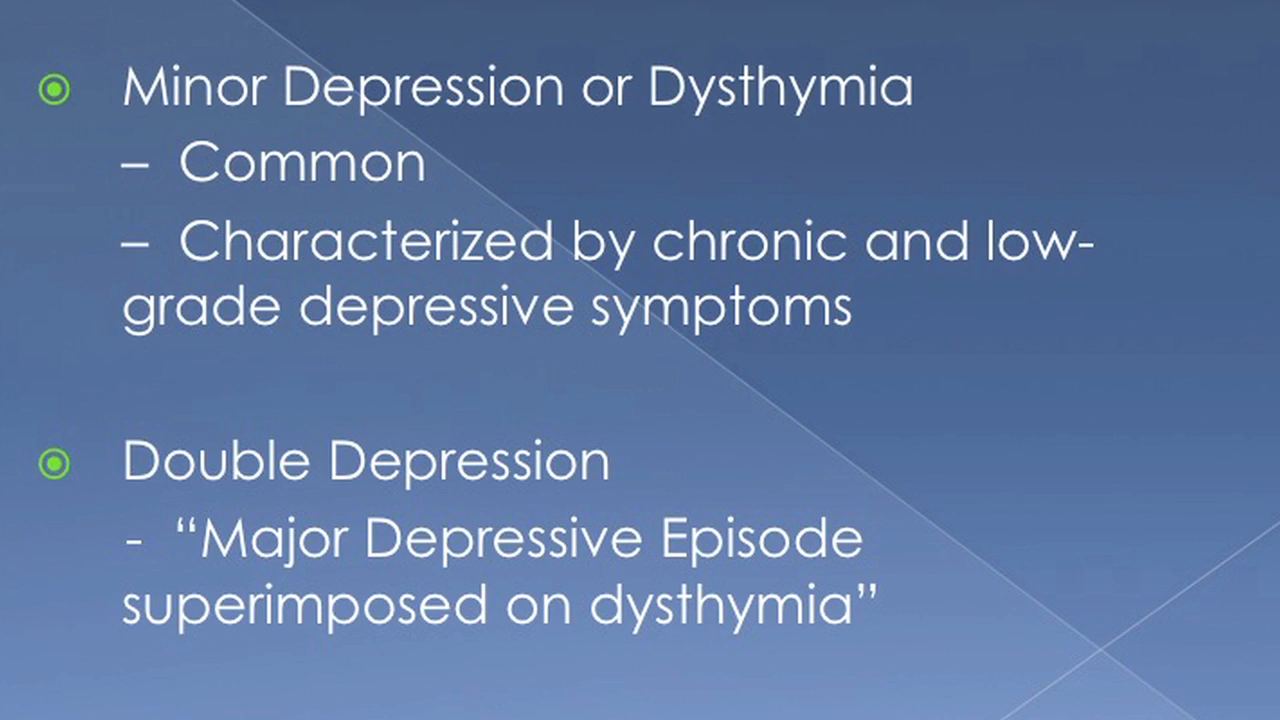 Minor Depression or Dysthymia
– Common
– Characterized by chronic and low-
grade depressive symptoms
Double Depression
- “Major Depressive Episode
superimposed on dysthymia”